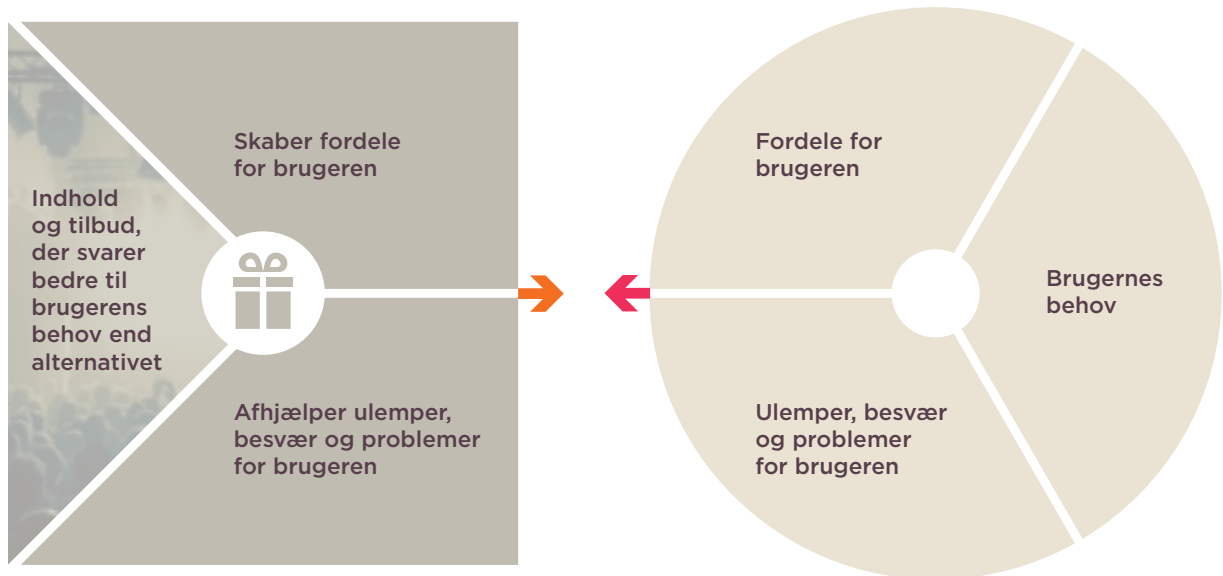 Indhold
og tilbud,
der svarer
bedre til
brugerens
behov end
alternativet
Skaber fordele
for brugeren
Afhjælper ulemper,
besvær og problemer
for brugeren
Fordele for
brugeren
Ulemper, besvær
og problemer
for brugeren
Brugernes
behov